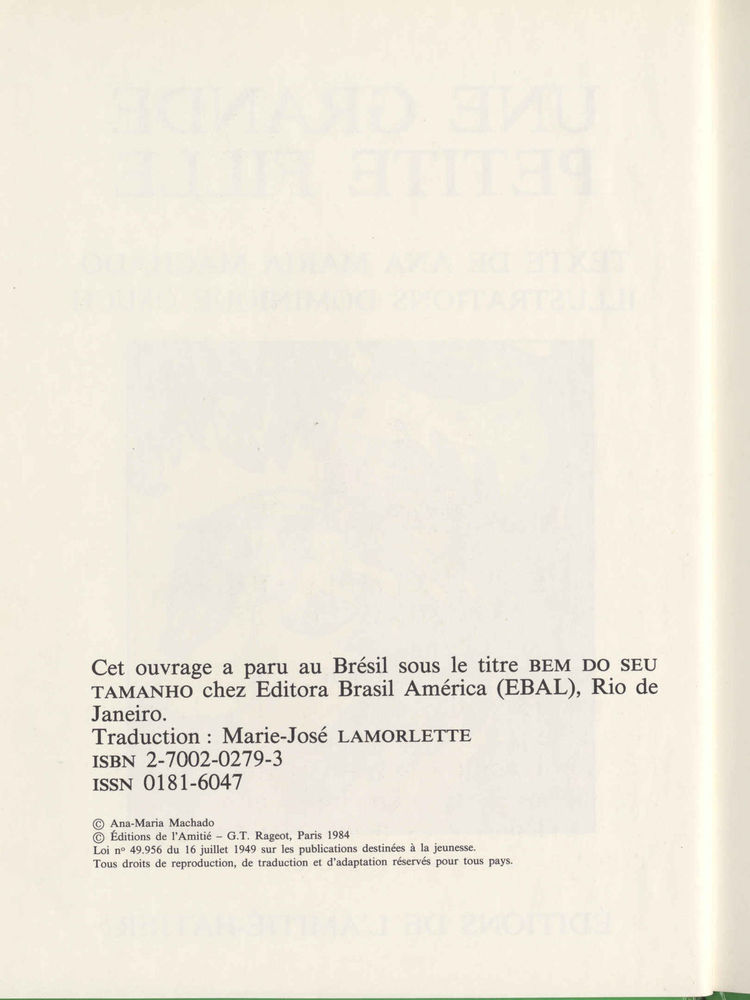 Cet ouvrage a paru au Brésil sous le titre BEM DO SEU
TAMANHO chez Editora Brasil América (EBAL), Rio de
Janeiro.
Traduction : Marie-José LAMORLETTE
ISBN 2-7002-0279-3
ISSN 0181-6047
© Ana-Maria Machado
© Éditions de l'Amitié – G.T. Rageot, Paris 1984
Loi nº 49.956 du 16 juillet 1949 sur les publications destinées à la jeunesse.
Tous droits de reproduction, de traduction et d'adaptation réservés pour tous pays.